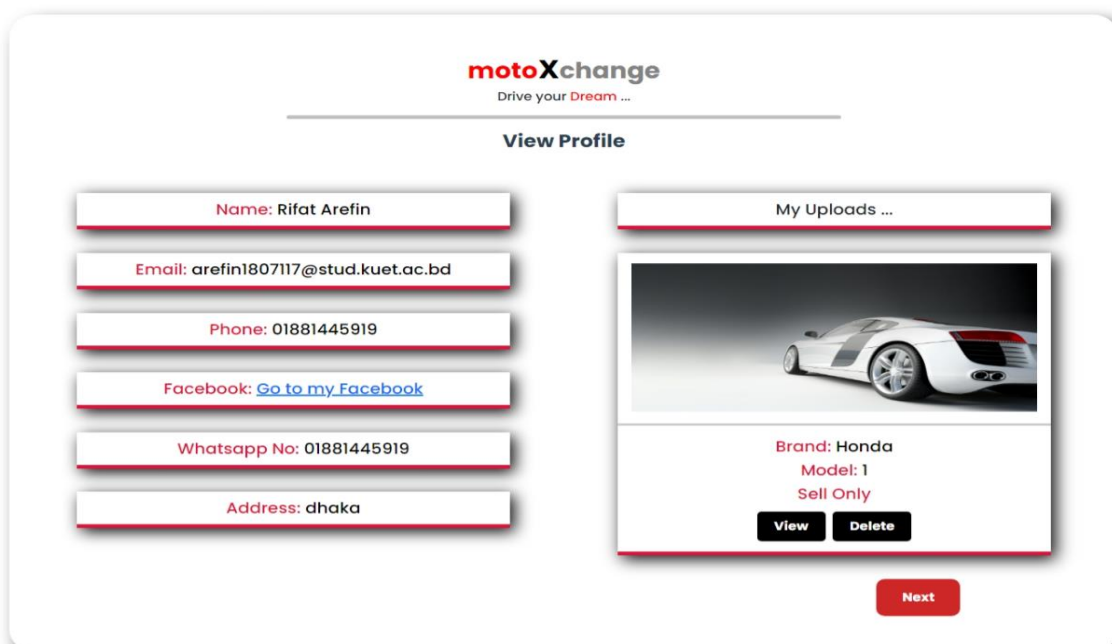 motoXchange
Drive your Dream ...
View Profile
Name: Rifat Arefin
Email: arefin1807117@stud.kuet.ac.bd
Phone: 01881445919
Facebook: Go to my Facebook
Whatsapp No: 01881445919
Address: dhaka
My Uploads ...
Brand: Honda
Model: 1
Sell Only
View Delete
Next